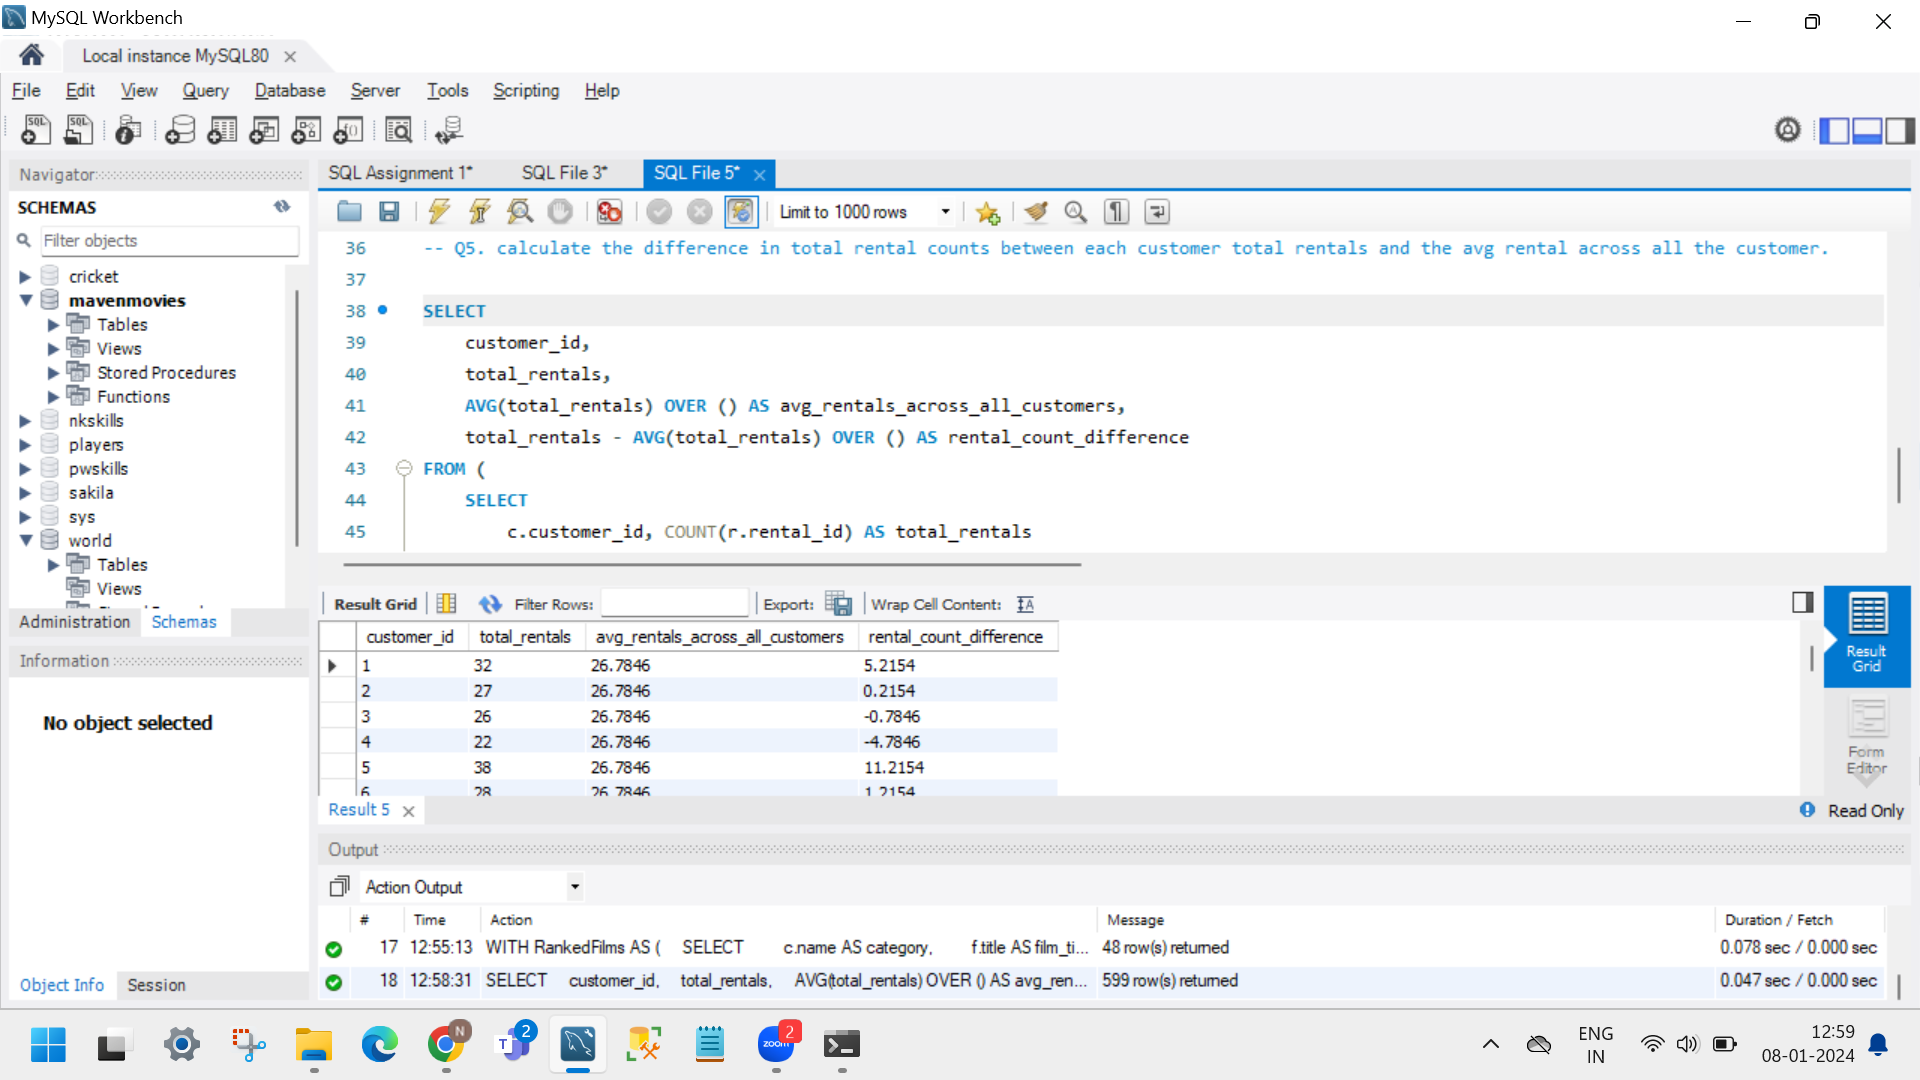 MySQL Workbench
Local instance MySQL80
File Edit View Query Database Server Tools Scripting Help
Navigator
SCHEMAS
Filter objects
cricket
mavenmovies
Tables
Views
Stored Procedures
Functions
nkskills
players
pwskills
sakila
sys
world
Tables
Views
Administration Schemas
Information
No object selected
Object Info Session
SQL Assignment 1* SQL File 3* SQL File 5*
Limit to 1000 rows
36 -- Q5. calculate the difference in total rental counts between each customer total rentals and the avg rental across all the customer.
37
38 SELECT
39 customer_id,
40 total_rentals,
41 AVG(total_rentals) OVER () AS avg_rentals_across_all_customers,
42 total_rentals - AVG(total_rentals) OVER () AS rental_count_difference
43 FROM (
44 SELECT
45 c.customer_id, COUNT(r.rental_id) AS total_rentals
Result Grid Filter Rows: Export: Wrap Cell Content:
customer_id total_rentals avg_rentals_across_all_customers rental_count_difference
1 32 26.7846 5.2154
2 27 26.7846 0.2154
3 26 26.7846 -0.7846
4 22 26.7846 -4.7846
5 38 26.7846 11.2154
6 28 26.7846 1.2154
Result Grid
Form Editor
Result 5
Read Only
Output
Action Output
# Time Action Message Duration / Fetch
17 12:55:13 WITH RankedFilms AS ( SELECT c.name AS category, f.title AS film_ti... 48 row(s) returned 0.078 sec / 0.000 sec
18 12:58:31 SELECT customer_id, total_rentals, AVG(total_rentals) OVER () AS avg_ren... 599 row(s) returned 0.047 sec / 0.000 sec
N
2
zoom
2
ENG
IN
12:59
08-01-2024